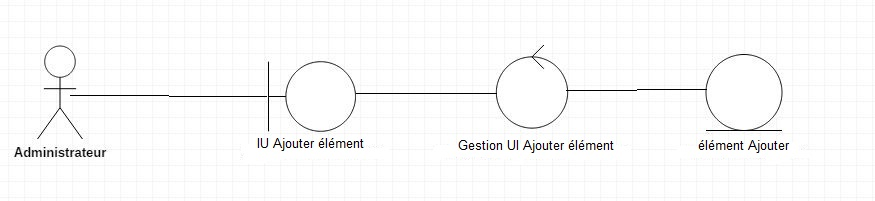 Administrateur
IU Ajouter élément
Gestion UI Ajouter élément
élément Ajouter